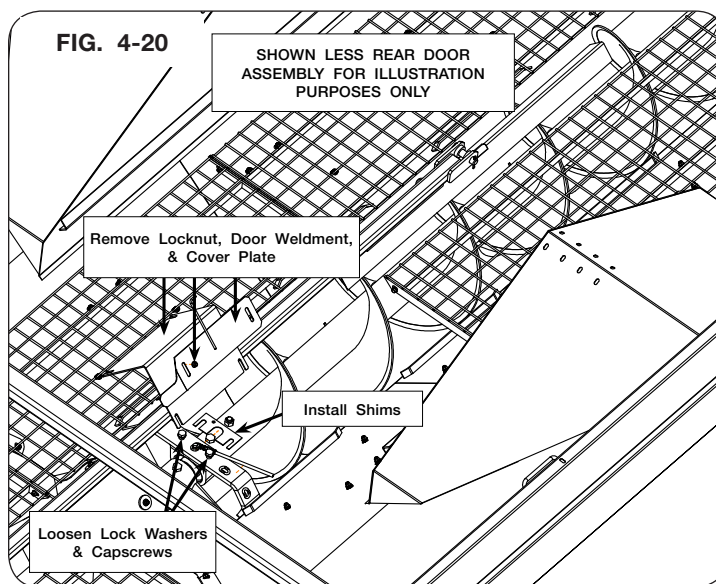 FIG. 4-20
SHOWN LESS REAR DOOR
ASSEMBLY FOR ILLUSTRATION
PURPOSES ONLY
Remove Locknut, Door Weldment,
& Cover Plate
Install Shims
Loosen Lock Washers
& Capscrews